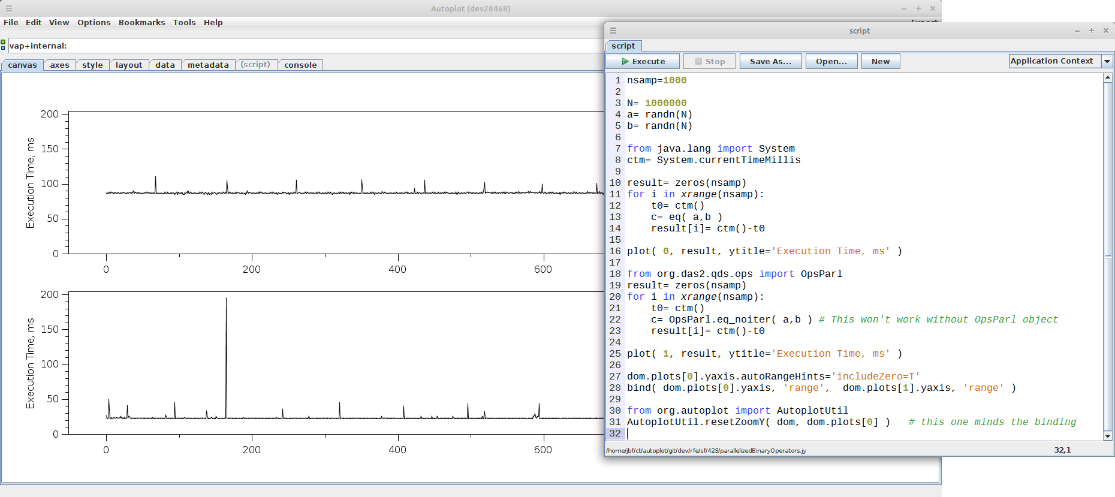 Autoplot (dev28468)
File Edit View Options Bookmarks Tools Help
vap+internal:
canvas axes style layout data metadata (script) console
200
150
100
50
0
Execution Time, ms
0 200 400 600
200
150
100
50
0
Execution Time, ms
0 200 400 600
script
script
Execute Stop Save As... Open... New Application Context
1 nsamp=1000
2
3 N= 1000000
4 a= randn(N)
5 b= randn(N)
6
7 from java.lang import System
8 ctm= System.currentTimeMillis
9
10 result= zeros(nsamp)
11 for i in xrange(nsamp):
12 t0= ctm()
13 c= eq( a,b )
14 result[i]= ctm()-t0
15
16 plot( 0, result, ytitle='Execution Time, ms' )
17
18 from org.das2.qds.ops import OpsParl
19 result= zeros(nsamp)
20 for i in xrange(nsamp):
21 t0= ctm()
22 c= OpsParl.eq_noiter( a,b ) # This won't work without OpsParl object
23 result[i]= ctm()-t0
24
25 plot( 1, result, ytitle='Execution Time, ms' )
26
27 dom.plots[0].yaxis.autoRangeHints='includeZero=T'
28 bind( dom.plots[0].yaxis, 'range', dom.plots[1].yaxis, 'range' )
29
30 from org.autoplot import AutoplotUtil
31 AutoplotUtil.resetZoomY( dom, dom.plots[0] ) # this one minds the binding
32
32,1